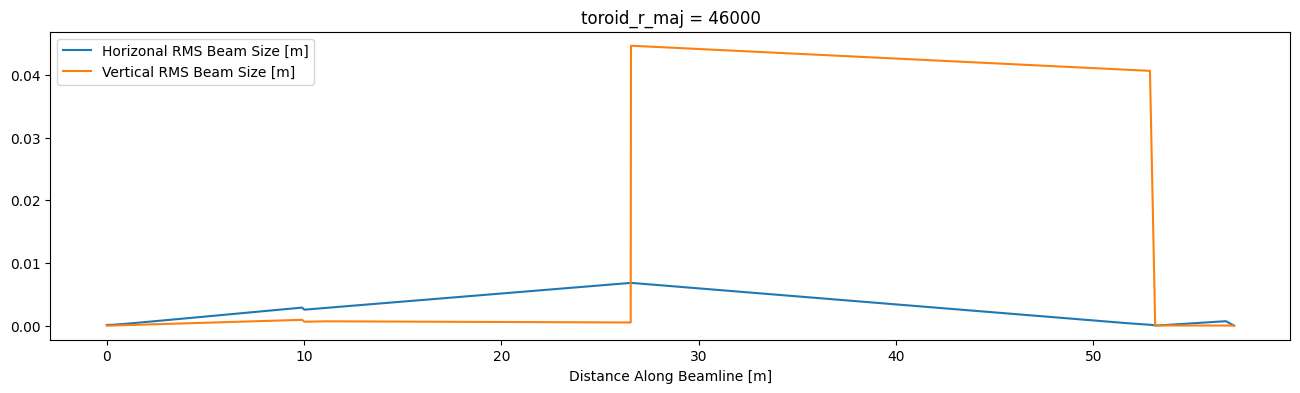 toroid_r_maj = 46000
Horizonal RMS Beam Size [m]
Vertical RMS Beam Size [m]
0.04
0.03
0.02
0.01
0.00
0 10 20 30 40 50
Distance Along Beamline [m]